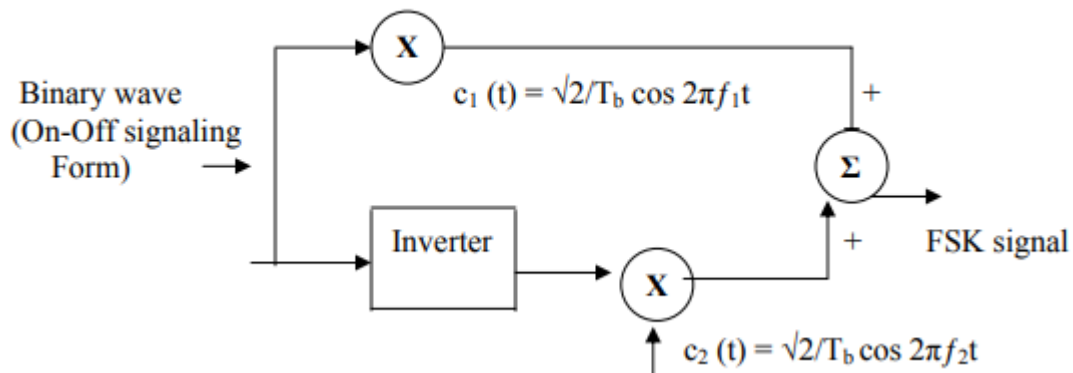 X
c₁ (t) = √2/T_b cos 2πf₁t
Binary wave
(On-Off signaling
Form)
+
Σ
Inverter
X
+
FSK signal
c₂ (t) = √2/T_b cos 2πf₂t